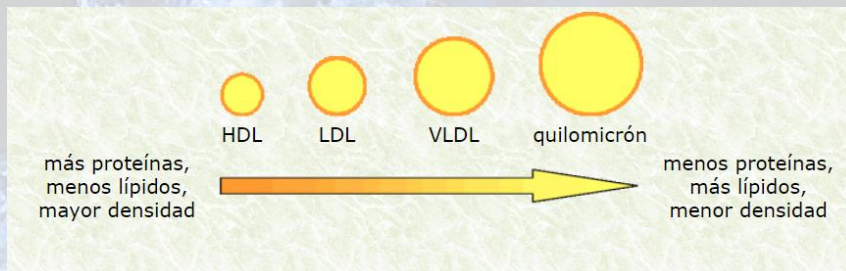 HDL LDL VLDL quilomicrón
más proteínas,
menos lípidos,
mayor densidad
menos proteínas,
más lípidos,
menor densidad